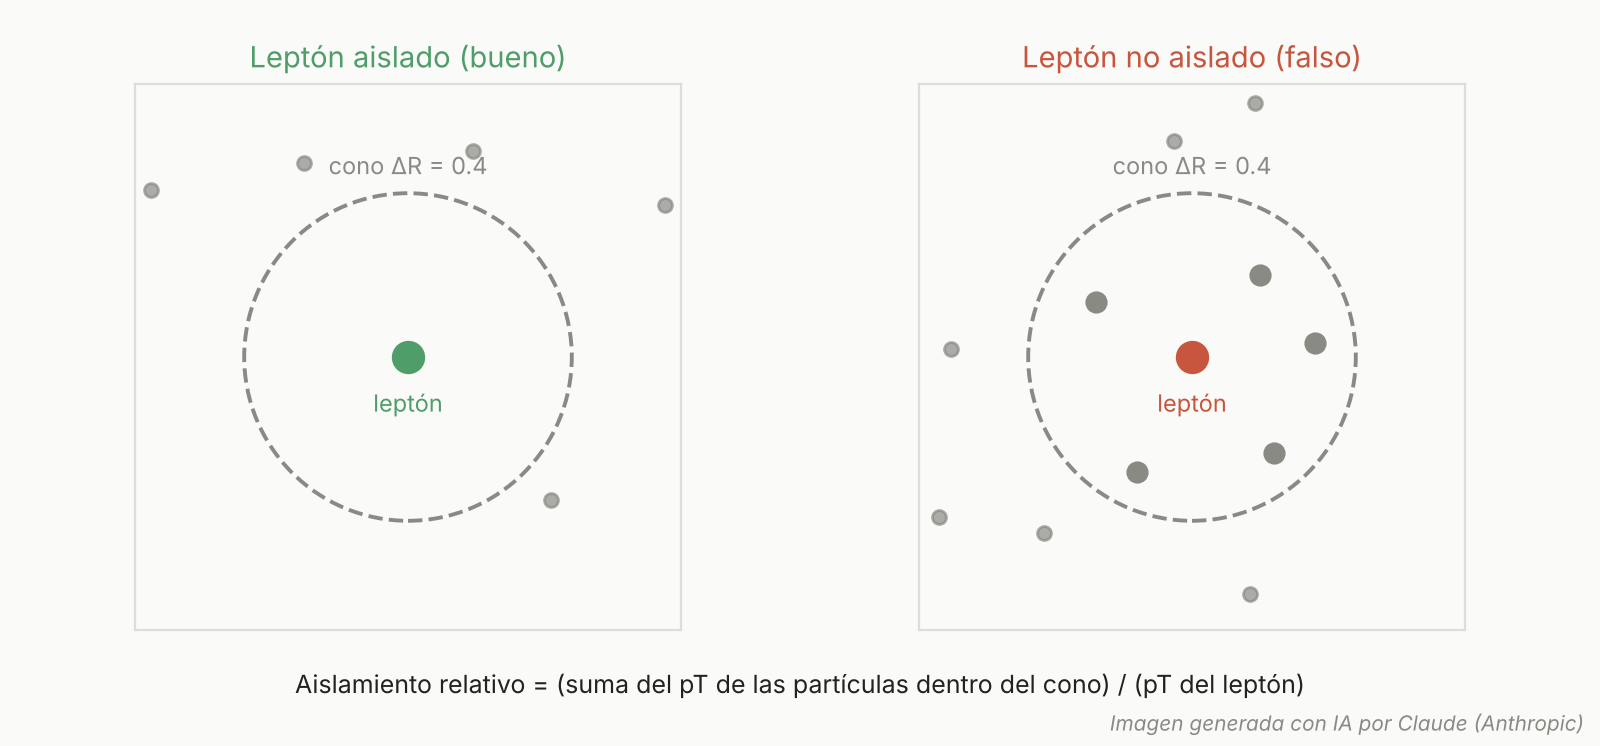 Leptón aislado (bueno)
Leptón no aislado (falso)
cono ΔR = 0.4
cono ΔR = 0.4
leptón
leptón
Aislamiento relativo = (suma del pT de las partículas dentro del cono) / (pT del leptón)
Imagen generada con IA por Claude (Anthropic)